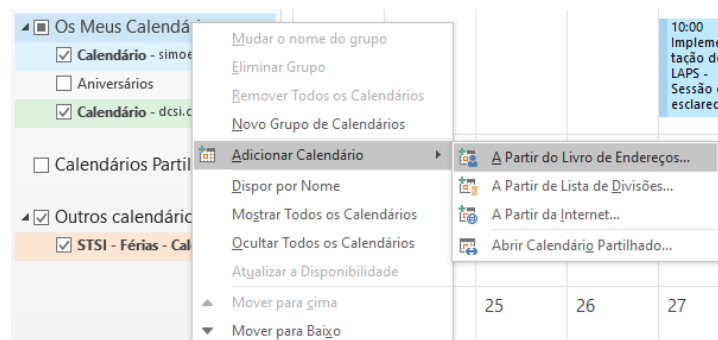 Os Meus Calendá
Calendário - simoe
Aniversários
Calendário - dcsi.c
Calendários Partil
Outros calendáric
STSI - Férias - Cal
Mudar o nome do grupo
Eliminar Grupo
Remover Todos os Calendários
Novo Grupo de Calendários
Adicionar Calendário
Dispor por Nome
Mostrar Todos os Calendários
Ocultar Todos os Calendários
Atualizar a Disponibilidade
Mover para cima
Mover para Baixo
A Partir do Livro de Endereços...
A Partir de Lista de Divisões...
A Partir da Internet...
Abrir Calendário Partilhado...
10:00
Impleme
tação de
LAPS -
Sessão
esclarec
25
26
27